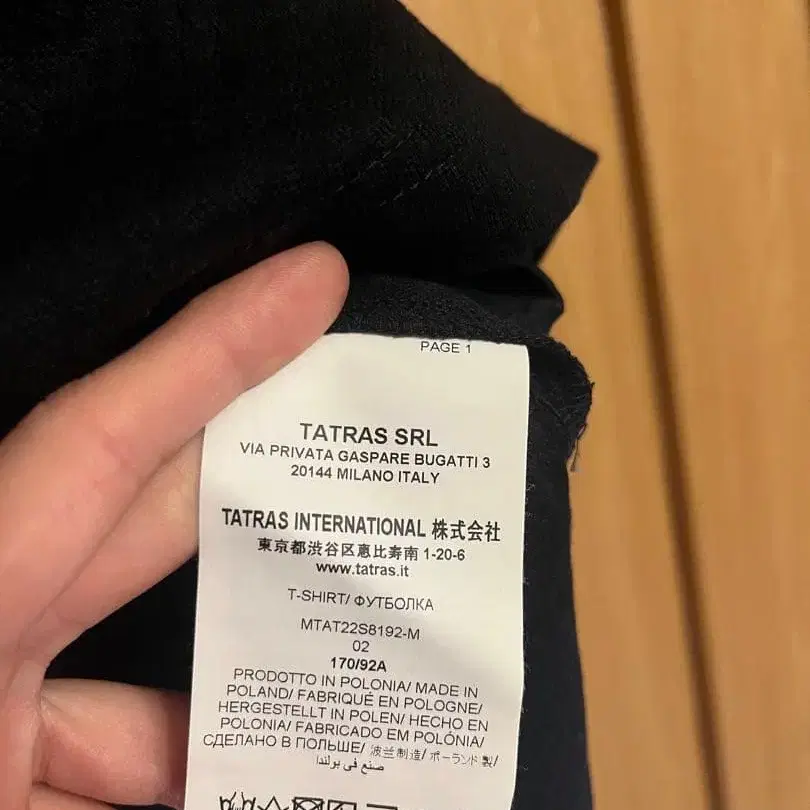 PAGE 1
TATRAS SRL
VIA PRIVATA GASPARE BUGATTI 3
20144 MILANO ITALY
TATRAS INTERNATIONAL 株式会社
東京都渋谷区恵比寿南 1-20-6
www.tatras.it
T-SHIRT/ ФУТБОЛКА
MTAT22S8192-M
02
170/92A
PRODOTTO IN POLONIA/ MADE IN
POLAND/ FABRIQUÉ EN POLOGNE/
HERGESTELLT IN POLEN/ HECHO EN
POLONIA/ FABRICADO EM POLÓNIA/
СДЕЛАНО В ПОЛЬШЕ/ 波兰制造/ ポーランド製/
صنع في بولندا